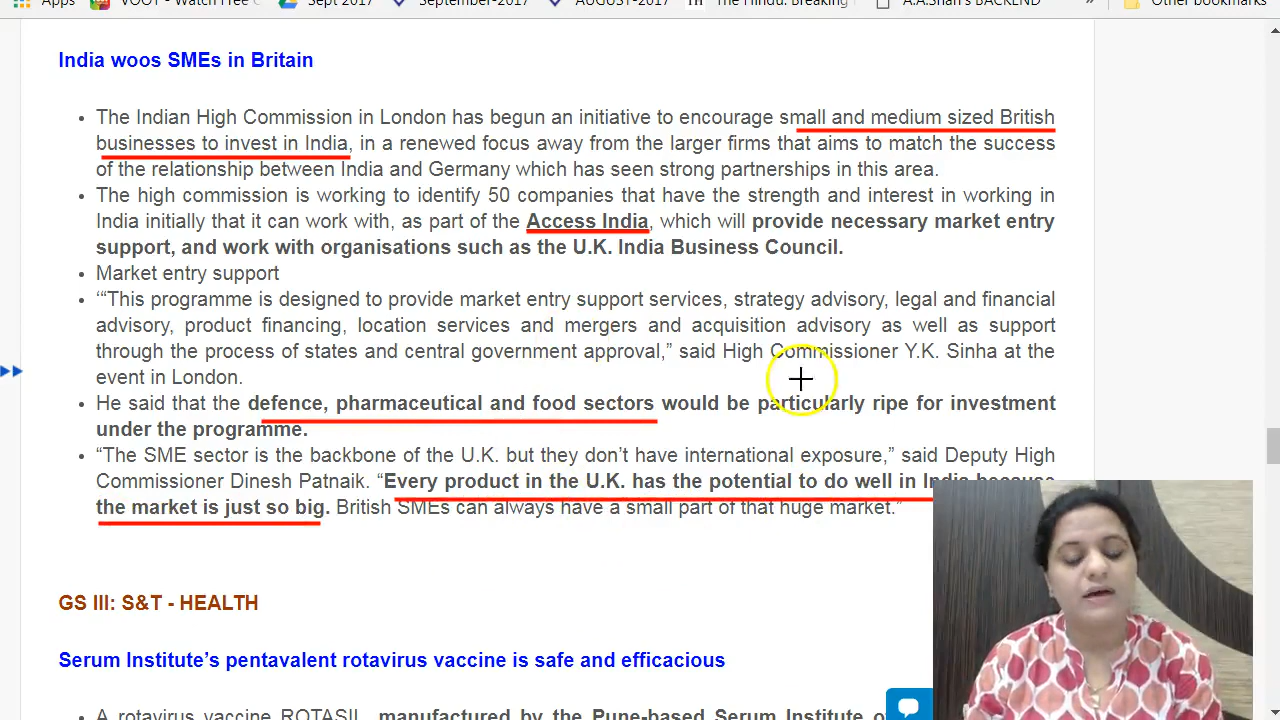 Apps VOOT - Watch Free Sept 2017 September-2017 AUGUST-2017 TH The Hindu: Breaking A.A.Shah's BACKEND » Other bookmarks
India woos SMEs in Britain
• The Indian High Commission in London has begun an initiative to encourage small and medium sized British
businesses to invest in India, in a renewed focus away from the larger firms that aims to match the success
of the relationship between India and Germany which has seen strong partnerships in this area.
• The high commission is working to identify 50 companies that have the strength and interest in working in
India initially that it can work with, as part of the Access India, which will provide necessary market entry
support, and work with organisations such as the U.K. India Business Council.
• Market entry support
• “‘This programme is designed to provide market entry support services, strategy advisory, legal and financial
advisory, product financing, location services and mergers and acquisition advisory as well as support
through the process of states and central government approval,” said High Commissioner Y.K. Sinha at the
event in London.
• He said that the defence, pharmaceutical and food sectors would be particularly ripe for investment
under the programme.
• “The SME sector is the backbone of the U.K. but they don’t have international exposure,” said Deputy High
Commissioner Dinesh Patnaik. “Every product in the U.K. has the potential to do well in India because
the market is just so big. British SMEs can always have a small part of that huge market.”
GS III: S&T - HEALTH
Serum Institute’s pentavalent rotavirus vaccine is safe and efficacious
• A rotavirus vaccine ROTASIIL, manufactured by the Pune-based Serum Institute